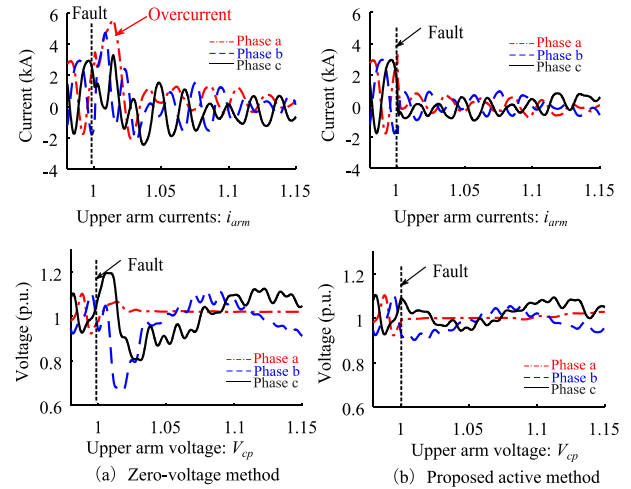 Fault
Overcurrent
Phase a
Phase b
Phase c
Current (kA)
6
4
2
0
-2
-4
1
1.05
1.1
1.15
Upper arm currents: iarm
Fault
Phase a
Phase b
Phase c
Current (kA)
6
4
2
0
-2
-4
1
1.05
1.1
1.15
Upper arm currents: iarm
Fault
Phase a
Phase b
Phase c
Voltage (p.u.)
1.2
1
0.8
0.6
1
1.05
1.1
1.15
Upper arm voltage: Vcp
(a) Zero-voltage method
Fault
Phase a
Phase b
Phase c
Voltage (p.u.)
1.2
1
0.8
0.6
1
1.05
1.1
1.15
Upper arm voltage: Vcp
(b) Proposed active method